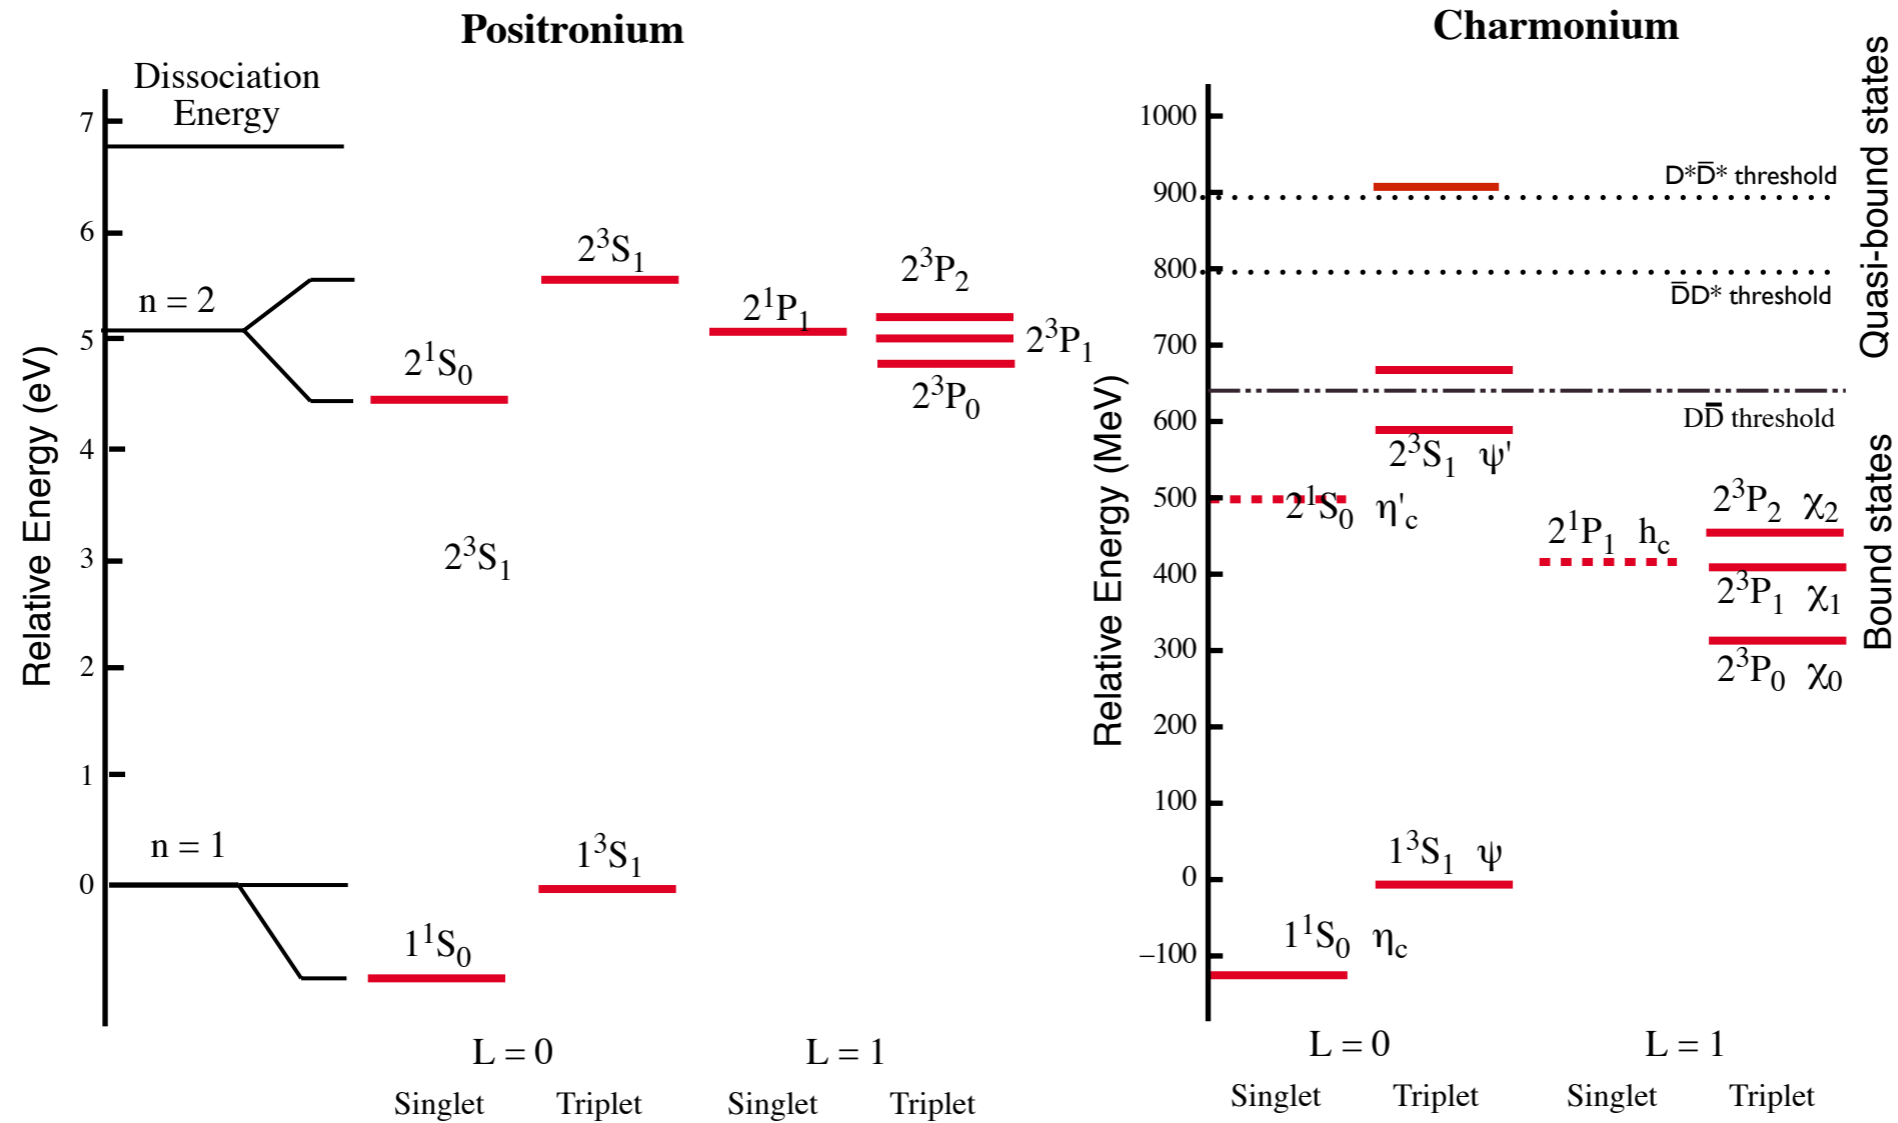 Positronium
Dissociation
Energy
7
6
5
4
3
2
1
0
Relative Energy (eV)
n = 2
n = 1
2³S₁
2¹S₀
2¹P₁
2³P₂
2³P₁
2³P₀
2³S₁
1³S₁
1¹S₀
L = 0
L = 1
Singlet
Triplet
Singlet
Triplet
Charmonium
1000
900
800
700
600
500
400
300
200
100
0
–100
Relative Energy (MeV)
D*D̅* threshold
D̅D* threshold
DD̅ threshold
2³S₁ ψ'
2¹S₀ η'c
2¹P₁ hc
2³P₂ χ₂
2³P₁ χ₁
2³P₀ χ₀
1³S₁ ψ
1¹S₀ ηc
Quasi-bound states
Bound states
L = 0
L = 1
Singlet
Triplet
Singlet
Triplet